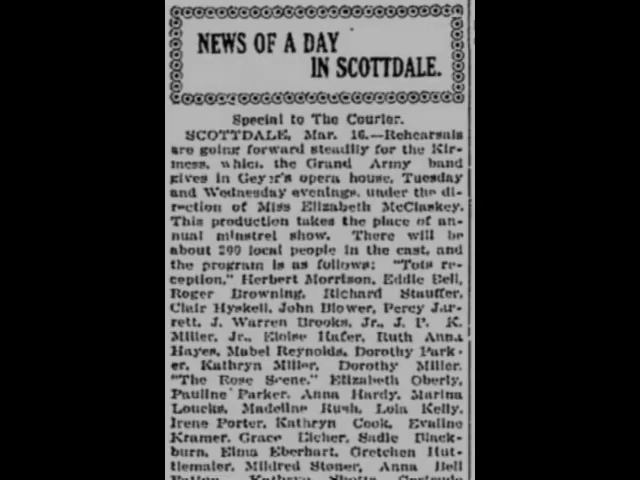 NEWS OF A DAY
IN SCOTTDALE.
Special to The Courier.
SCOTTDALE, Mar. 16.—Rehearsals
are going forward steadily for the Kir-
mess, which the Grand Army band
gives in Geyer's opera house, Tuesday
and Wednesday evenings, under the di-
rection of Miss Elizabeth McClaskey.
This production takes the place of an-
nual minstrel show. There will be
about 200 local people in the cast, and
the program is as follows: "Tots re-
ception," Herbert Morrison, Eddie Bell,
Roger Browning, Richard Stauffer,
Clair Hyskell, John Blower, Percy Jar-
rett, J. Warren Brooks, Jr., J. P. K.
Miller, Jr., Eloise Hafer, Ruth Anna
Hayes, Mabel Reynolds, Dorothy Park-
er, Kathryn Miller, Dorothy Miller.
"The Rose Scene," Elizabeth Oberly,
Pauline Parker, Anna Hardy, Marina
Loucks, Madeline Rush, Lola Kelly,
Irene Porter, Kathryn Cook, Evaline
Kramer, Grace Eicher, Sadie Black-
burn, Elma Eberhart, Gretchen Hut-
tlemaier, Mildred Stoner, Anna Bell